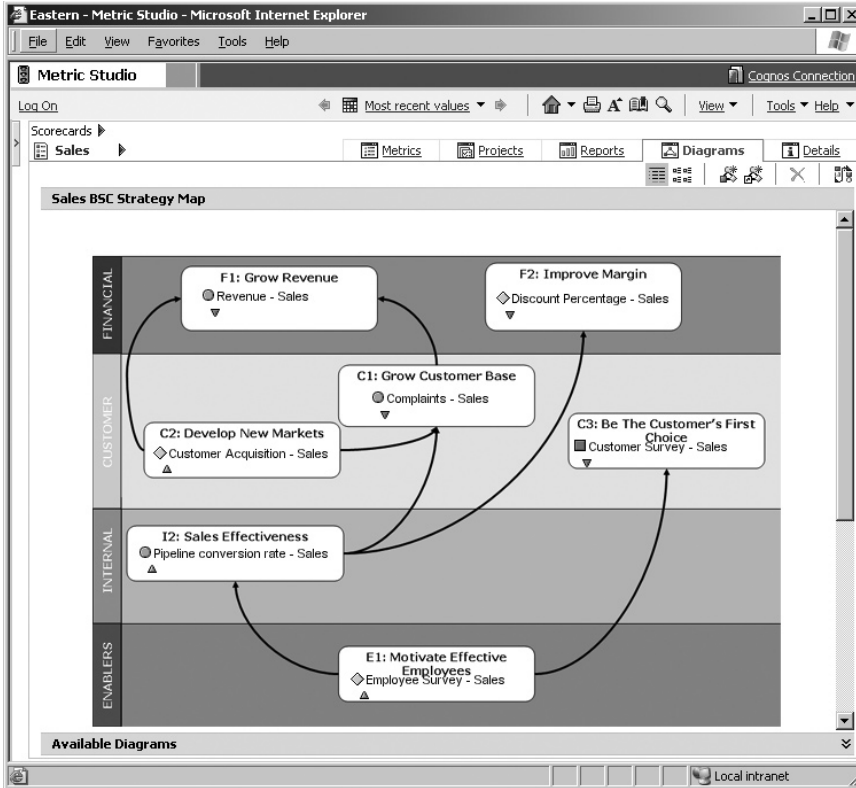 Eastern - Metric Studio - Microsoft Internet Explorer
File Edit View Favorites Tools Help
Metric Studio
Cognos Connection
Log On
Most recent values
View
Tools Help
Scorecards
Sales
Metrics Projects Reports Diagrams Details
Sales BSC Strategy Map
FINANCIAL
F1: Grow Revenue
Revenue - Sales
F2: Improve Margin
Discount Percentage - Sales
CUSTOMER
C1: Grow Customer Base
Complaints - Sales
C2: Develop New Markets
Customer Acquisition - Sales
C3: Be The Customer's First
Choice
Customer Survey - Sales
INTERNAL
I2: Sales Effectiveness
Pipeline conversion rate - Sales
ENABLERS
E1: Motivate Effective
Employees
Employee Survey - Sales
Available Diagrams
Local intranet